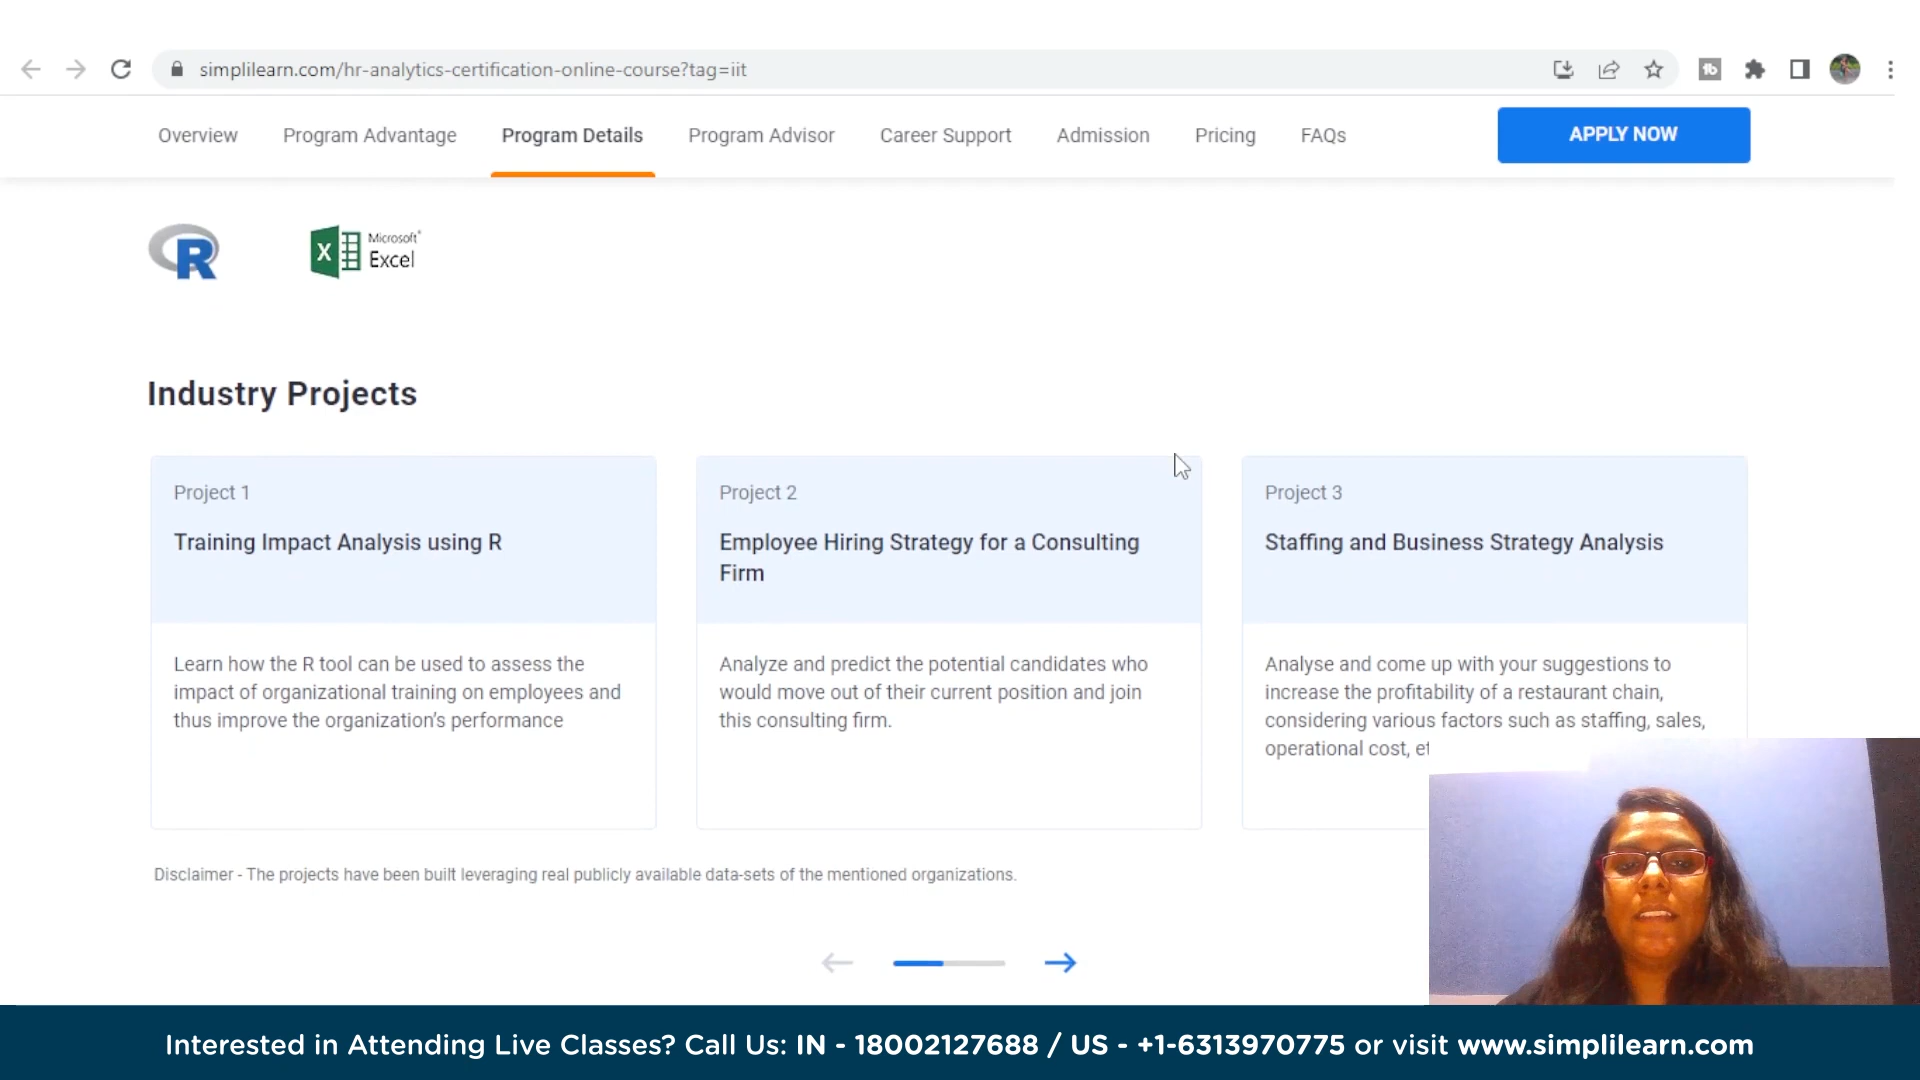 simplilearn.com/hr-analytics-certification-online-course?tag=iit
Overview
Program Advantage
Program Details
Program Advisor
Career Support
Admission
Pricing
FAQs
APPLY NOW
R
X
Microsoft
Excel
Industry Projects
Project 1
Training Impact Analysis using R
Learn how the R tool can be used to assess the
impact of organizational training on employees and
thus improve the organization's performance
Project 2
Employee Hiring Strategy for a Consulting
Firm
Analyze and predict the potential candidates who
would move out of their current position and join
this consulting firm.
Project 3
Staffing and Business Strategy Analysis
Analyse and come up with your suggestions to
increase the profitability of a restaurant chain,
considering various factors such as staffing, sales,
operational cost,
Disclaimer - The projects have been built leveraging real publicly available data-sets of the mentioned organizations.
Interested in Attending Live Classes? Call Us: IN - 18002127688 / US - +1-6313970775 or visit www.simplilearn.com